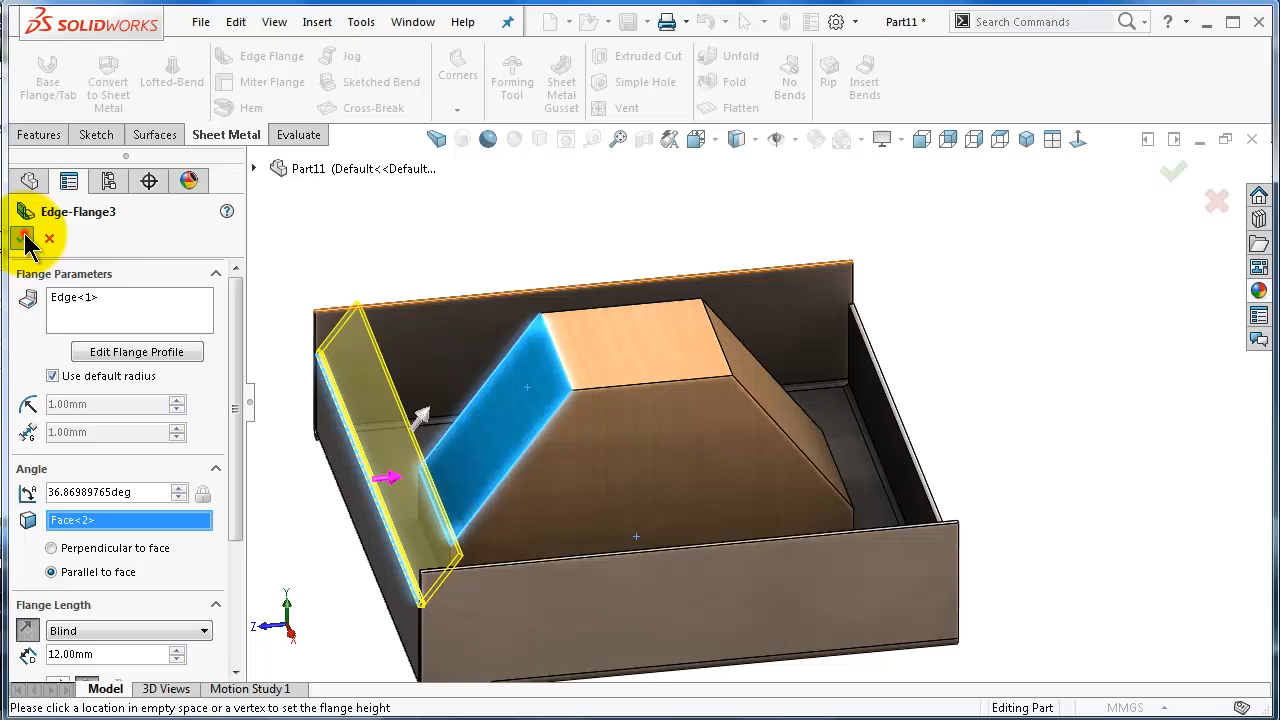 SOLIDWORKS File Edit View Insert Tools Window Help Part11 * Search Commands ?
Base Flange/Tab
Convert to Sheet Metal
Lofted-Bend
Edge Flange
Miter Flange
Hem
Jog
Sketched Bend
Cross-Break
Corners
Forming Tool
Sheet Metal Gusset
Extruded Cut
Simple Hole
Vent
Unfold
Fold
Flatten
No Bends
Rip
Insert Bends
Features Sketch Surfaces Sheet Metal Evaluate
Part11 (Default<<Default...
Edge-Flange3 ?
Flange Parameters
Edge<1>
Edit Flange Profile
Use default radius
1.00mm
1.00mm
Angle
36.86989765deg
Face<2>
Perpendicular to face
Parallel to face
Flange Length
Blind
12.00mm
Y
Z
X
Model 3D Views Motion Study 1
Please click a location in empty space or a vertex to set the flange height Editing Part MMGS